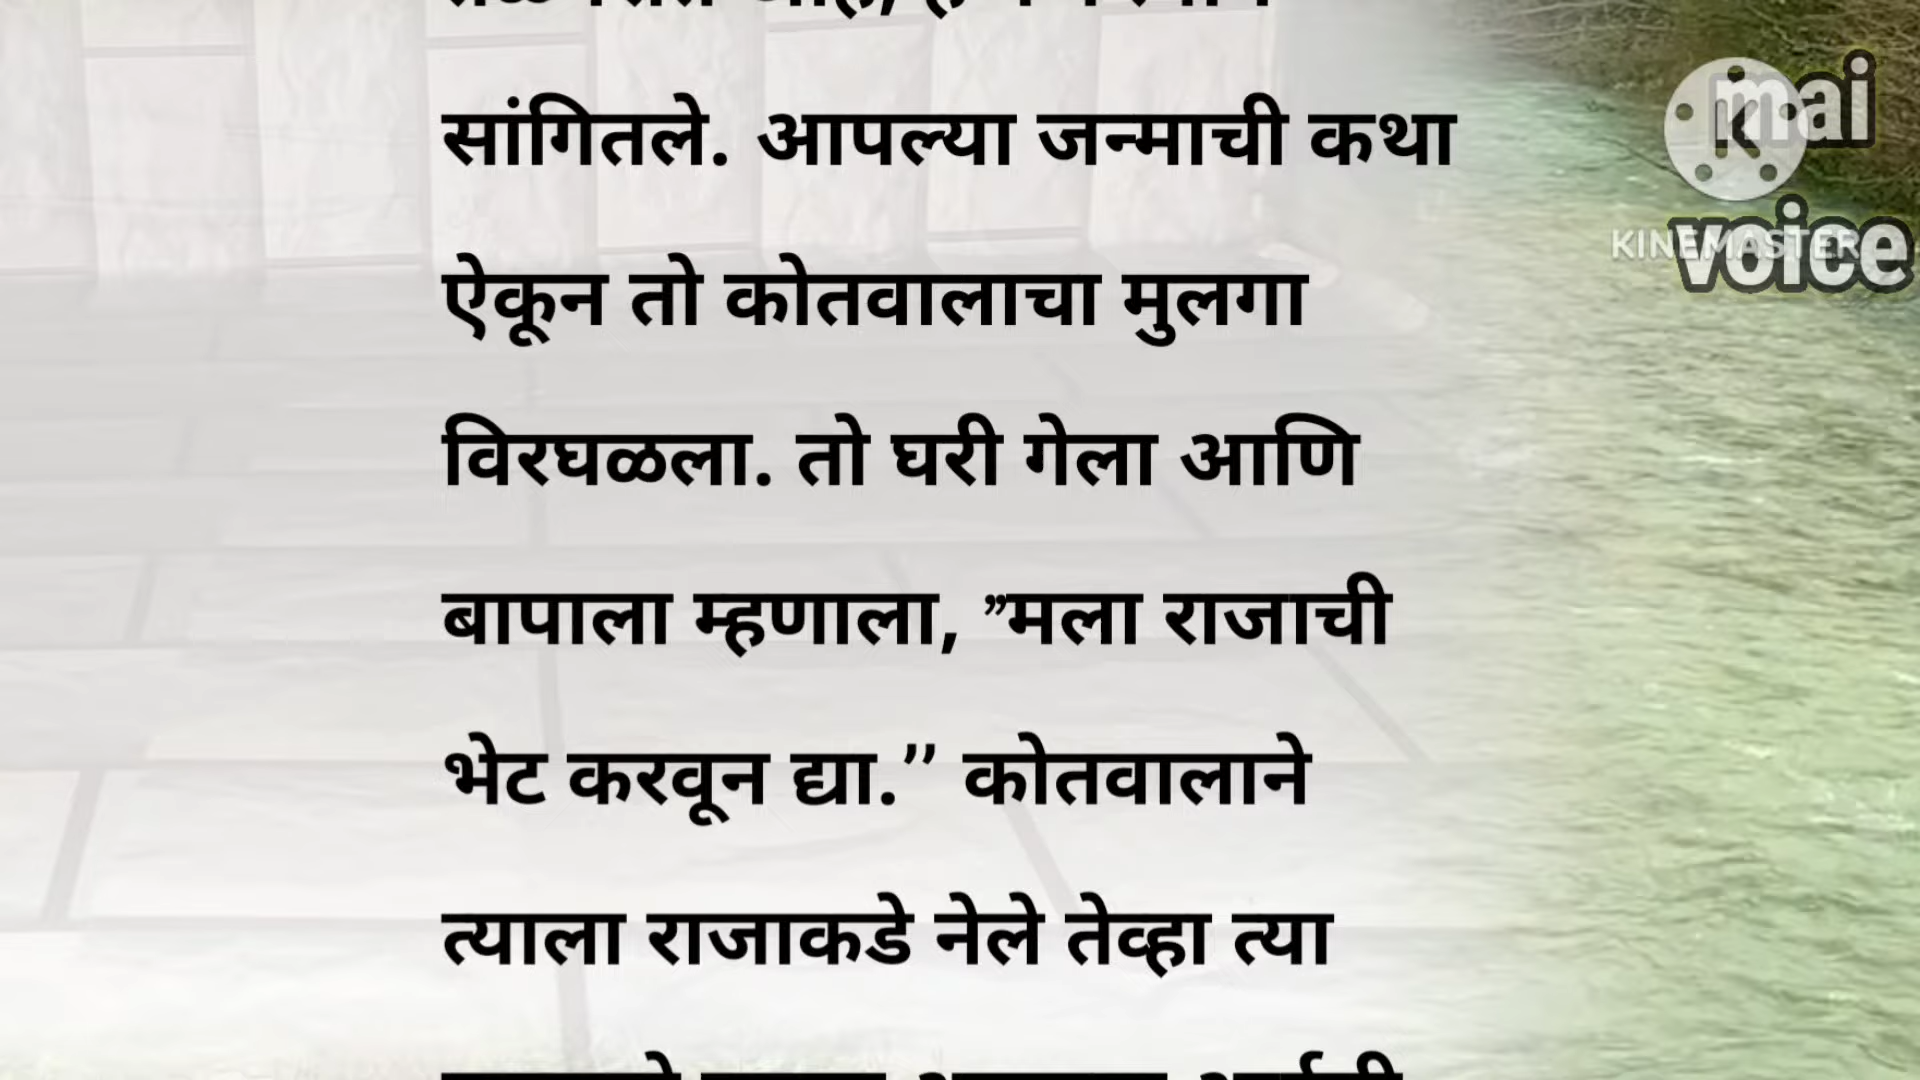 सांगितले. आपल्या जन्माची कथा
ऐकून तो कोतवालाचा मुलगा
विरघळला. तो घरी गेला आणि
बापाला म्हणाला, ”मला राजाची
भेट करवून द्या.’’ कोतवालाने
त्याला राजाकडे नेले तेव्हा त्या
mai
voice
KINEMASTER